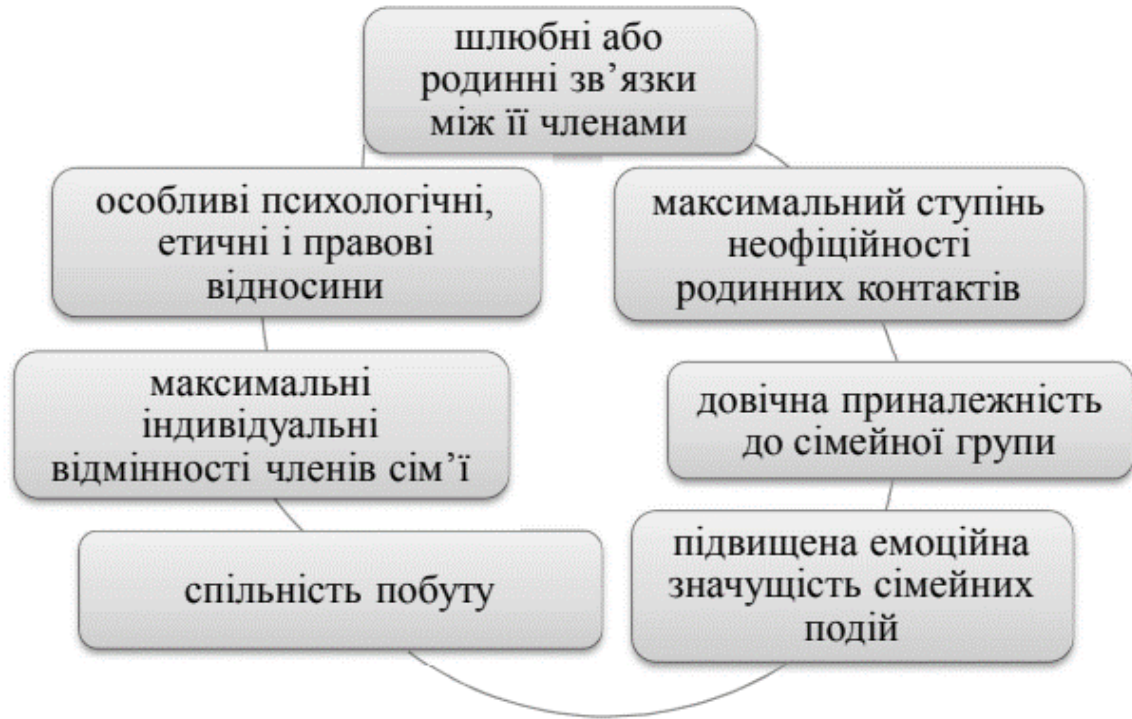 шлюбні або
родинні зв’язки
між її членами
особливі психологічні,
етичні і правові
відносини
максимальний ступінь
неофіційності
родинних контактів
максимальні
індивідуальні
відмінності членів сім’ї
довічна приналежність
до сімейної групи
спільність побуту
підвищена емоційна
значущість сімейних
подій